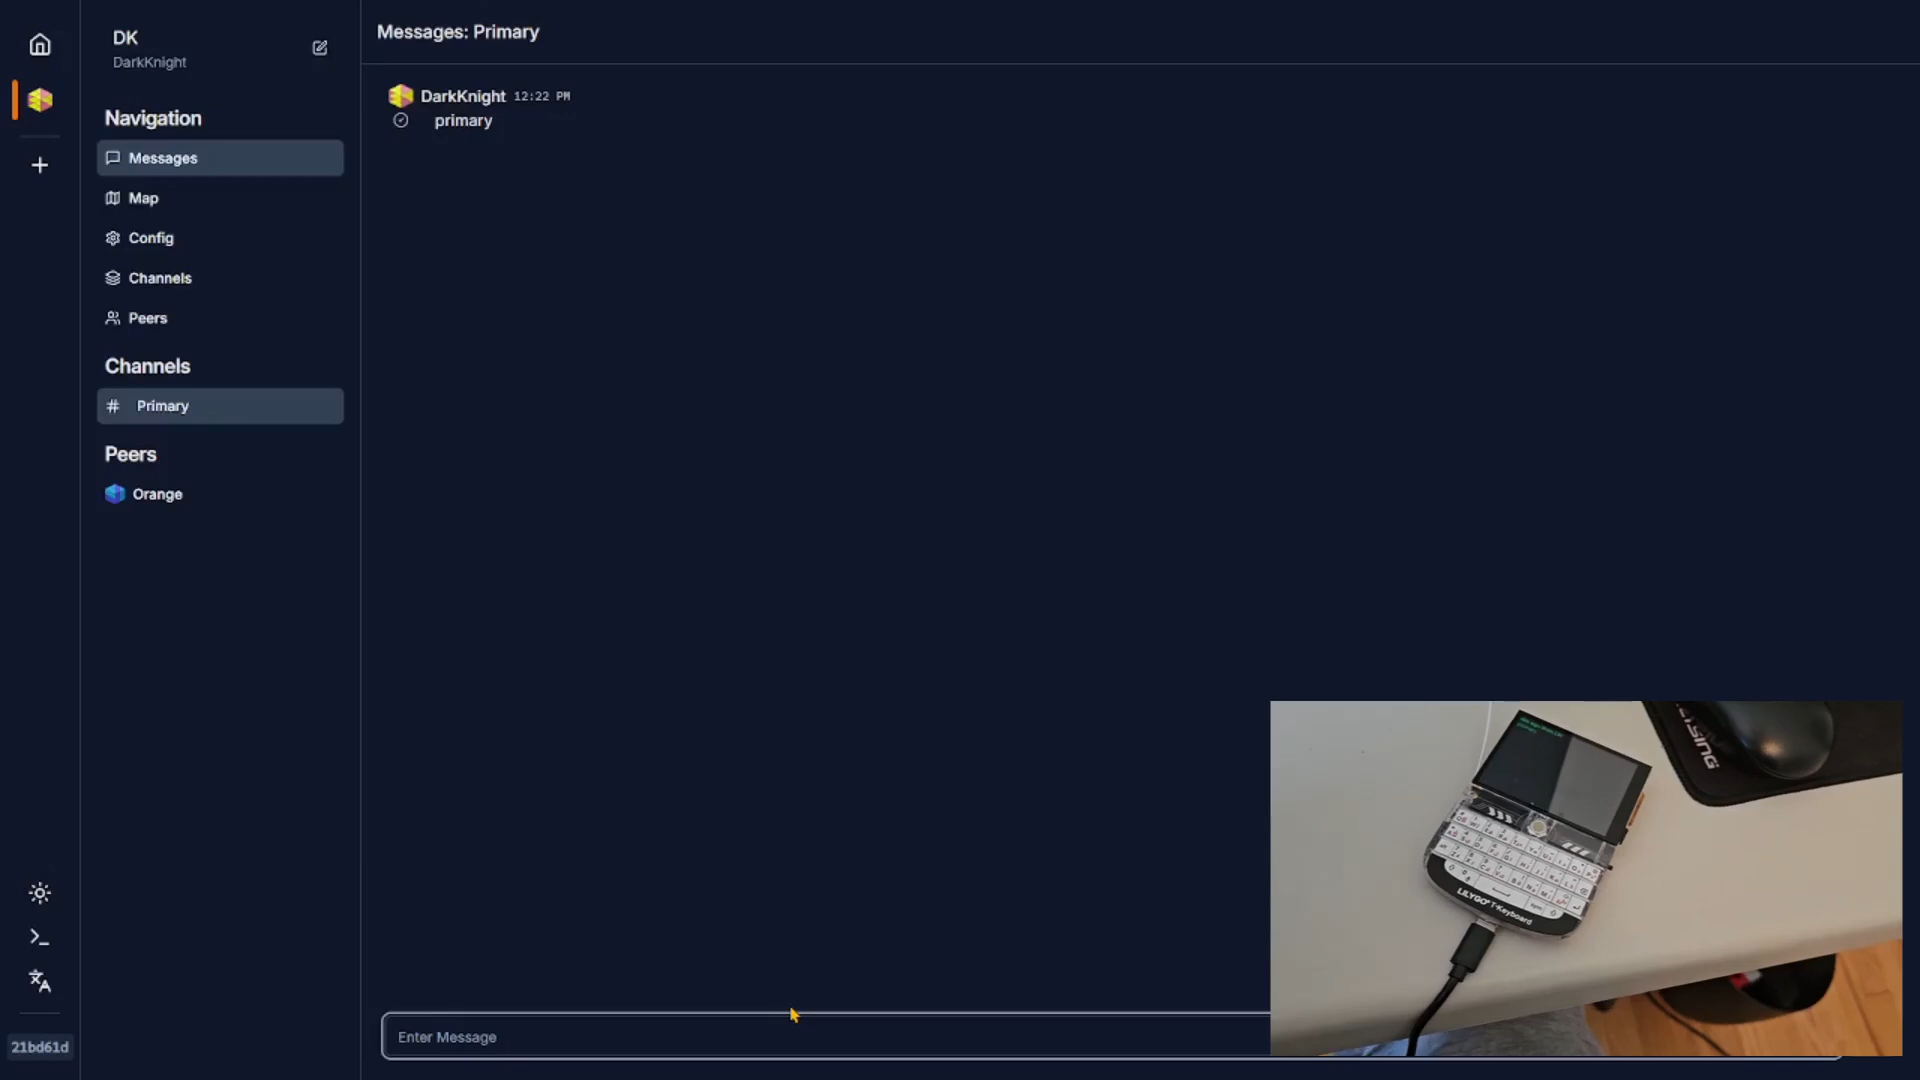 DK
DarkKnight
Navigation
Messages
Map
Config
Channels
Peers
Channels
# Primary
Peers
Orange
21bd61d
Messages: Primary
DarkKnight 12:22 PM
primary
Enter Message
LILYGO T-Keyboard